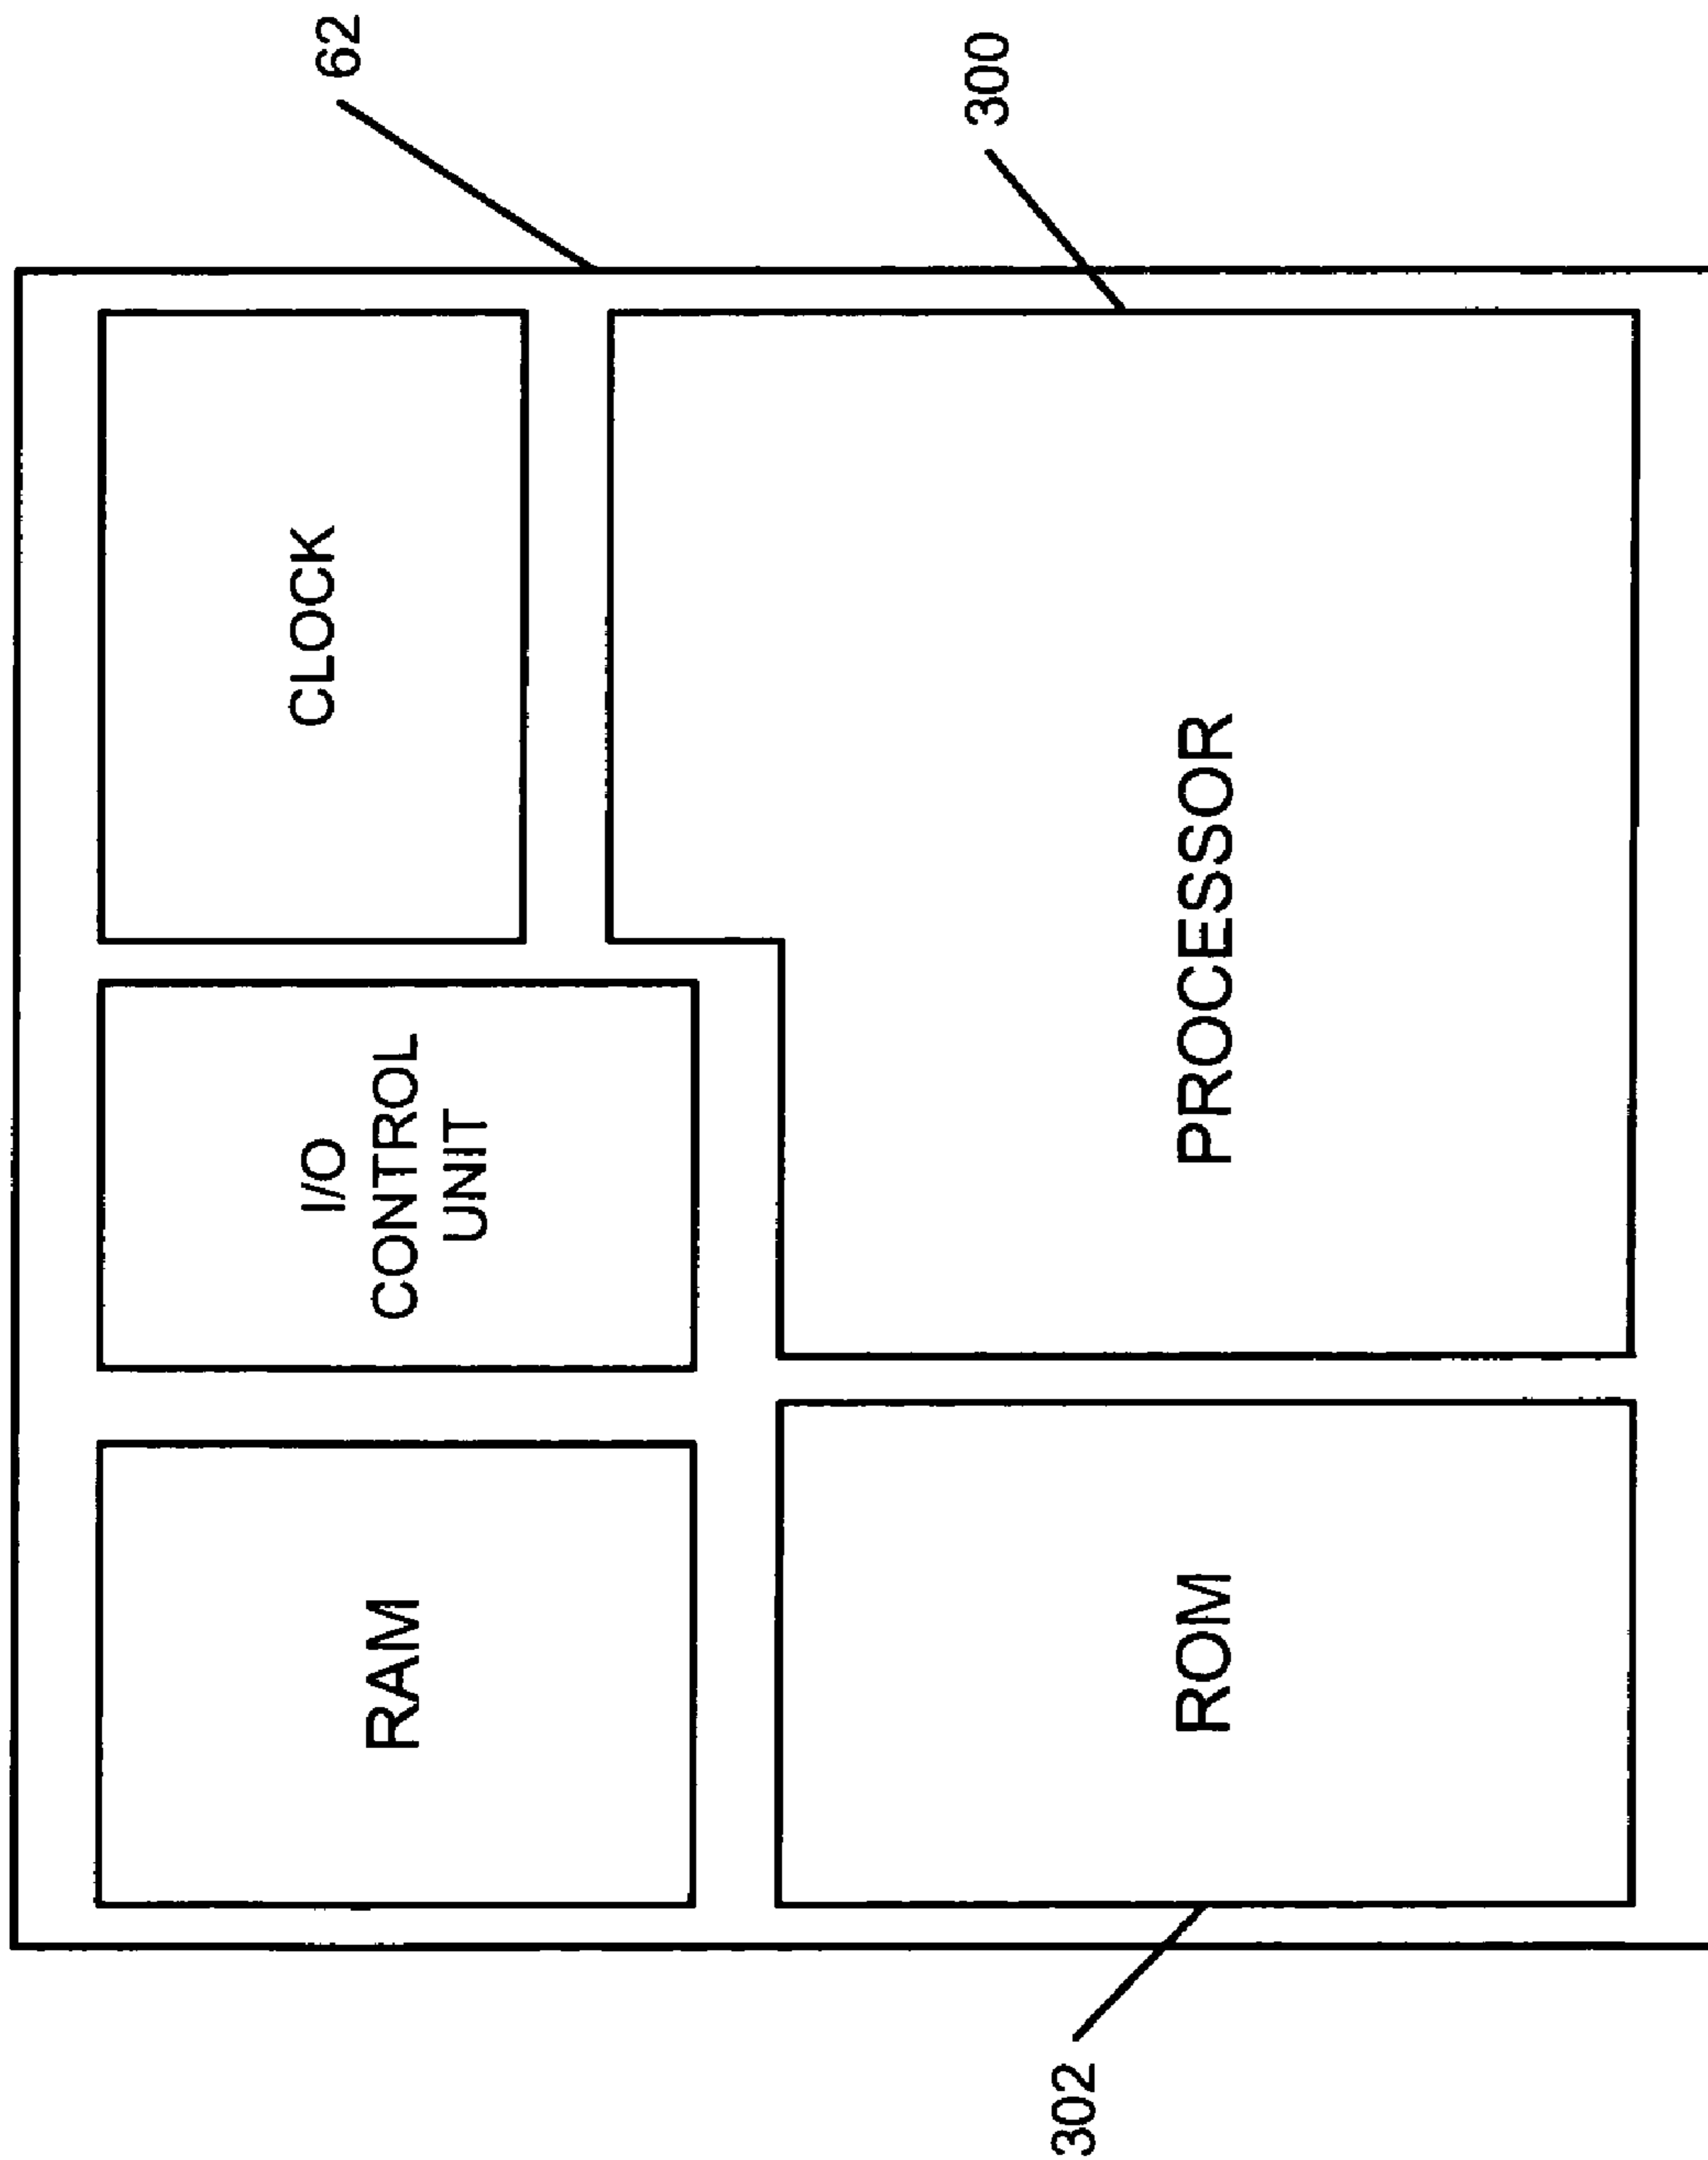 62
300
CLOCK
I/O
CONTROL
UNIT
PROCESSOR
RAM
ROM
302